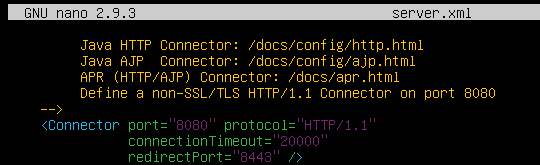 GNU nano 2.9.3 server.xml
Java HTTP Connector: /docs/config/http.html
Java AJP  Connector: /docs/config/ajp.html
APR (HTTP/AJP) Connector: /docs/apr.html
Define a non-SSL/TLS HTTP/1.1 Connector on port 8080
-->
<Connector port="8080" protocol="HTTP/1.1"
connectionTimeout="20000"
redirectPort="8443" />